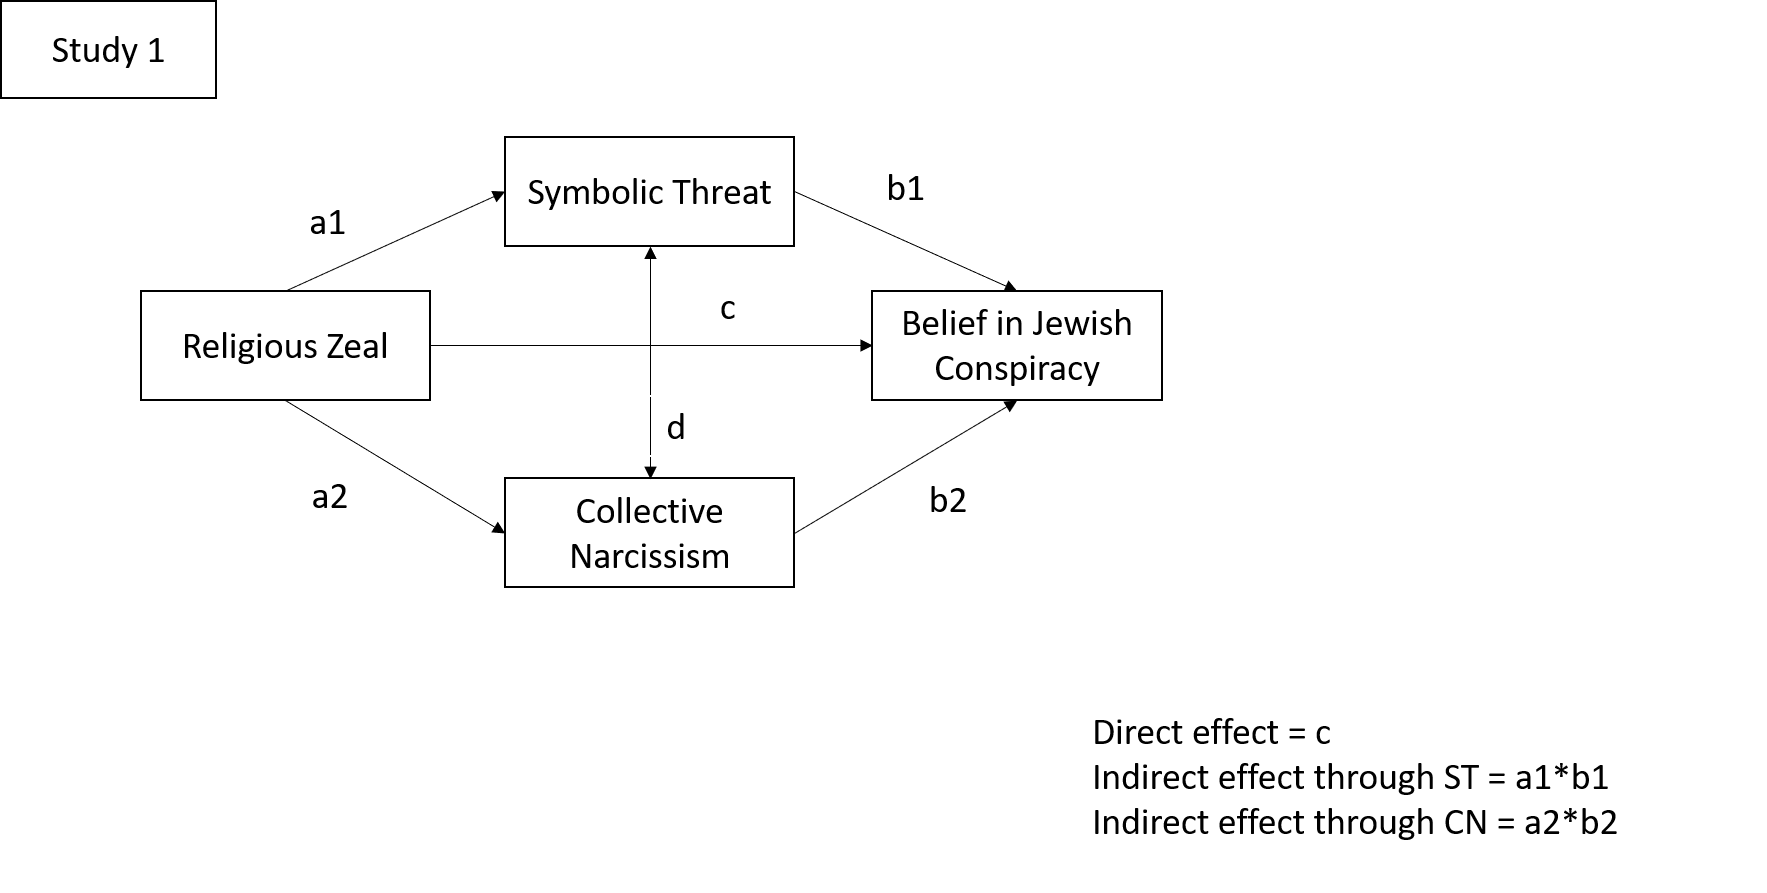 Study 1
Symbolic Threat
b1
a1
c
Religious Zeal
Belief in Jewish
Conspiracy
d
a2
Collective
Narcissism
b2
Direct effect = c
Indirect effect through ST = a1*b1
Indirect effect through CN = a2*b2